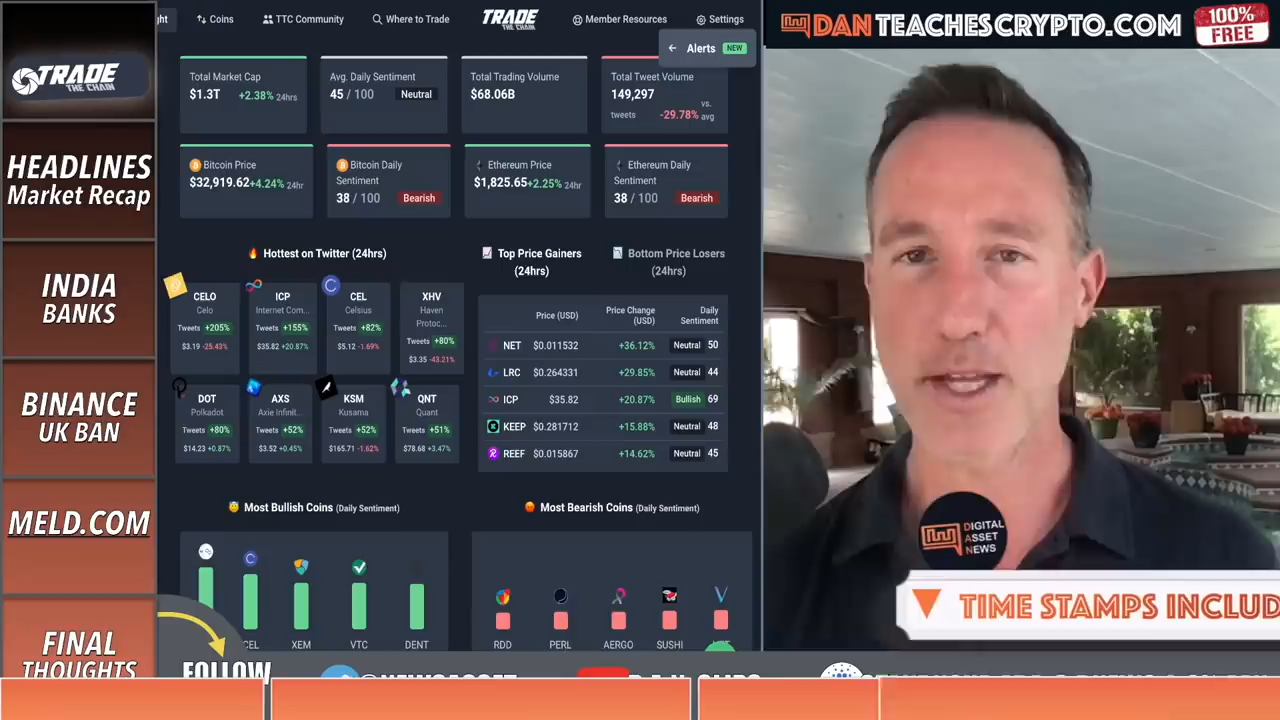 ght
Coins
TTC Community
Where to Trade
TRADE
THE CHAIN
Member Resources
Settings
Alerts NEW
DANTEACHESCRYPTO.COM
100%
FREE
TRADE
THE CHAIN
HEADLINES
Market Recap
INDIA
BANKS
BINANCE
UK BAN
MELD.COM
FINAL
THOUGHTS
Total Market Cap
$1.3T +2.38% 24hrs
Avg. Daily Sentiment
45 / 100 Neutral
Total Trading Volume
$68.06B
Total Tweet Volume
149,297
tweets -29.78% vs. avg
Bitcoin Price
$32,919.62 +4.24% 24hr
Bitcoin Daily
Sentiment
38 / 100 Bearish
Ethereum Price
$1,825.65 +2.25% 24hr
Ethereum Daily
Sentiment
38 / 100 Bearish
Hottest on Twitter (24hrs)
CELO
Celo
Tweets +205%
$3.19 -25.43%
ICP
Internet Com...
Tweets +155%
$35.82 +20.87%
CEL
Celsius
Tweets +82%
$5.12 -1.69%
XHV
Haven
Protoc...
Tweets +80%
$3.35 -43.21%
DOT
Polkadot
Tweets +80%
$14.23 +0.87%
AXS
Axie Infinit...
Tweets +52%
$3.52 +0.45%
KSM
Kusama
Tweets +52%
$165.71 -1.62%
QNT
Quant
Tweets +51%
$78.68 +3.47%
Top Price Gainers
(24hrs)
Bottom Price Losers
(24hrs)
Price (USD) Price Change (USD) Daily Sentiment
NET $0.011532 +36.12% Neutral 50
LRC $0.264331 +29.85% Neutral 44
ICP $35.82 +20.87% Bullish 69
KEEP $0.281712 +15.88% Neutral 48
REEF $0.015867 +14.62% Neutral 45
Most Bullish Coins (Daily Sentiment)
CEL XEM VTC DENT
Most Bearish Coins (Daily Sentiment)
RDD PERL AERGO SUSHI
DIGITAL
ASSET
NEWS
TIME STAMPS INCLUD
FOLLOW